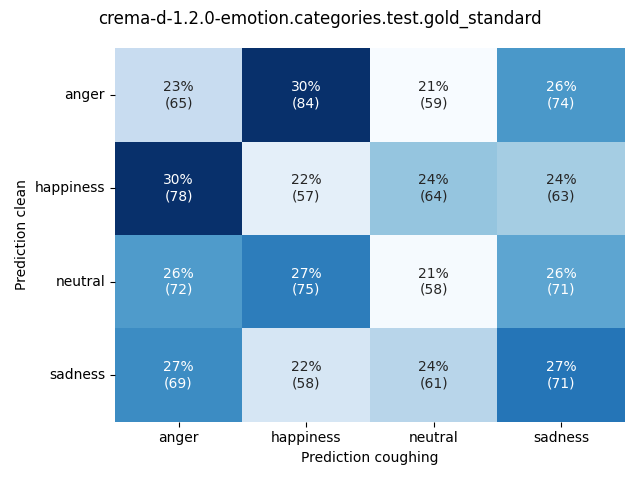 crema-d-1.2.0-emotion.categories.test.gold_standard
Prediction clean
anger
23%
(65)
30%
(84)
21%
(59)
26%
(74)
happiness
30%
(78)
22%
(57)
24%
(64)
24%
(63)
neutral
26%
(72)
27%
(75)
21%
(58)
26%
(71)
sadness
27%
(69)
22%
(58)
24%
(61)
27%
(71)
anger
happiness
neutral
sadness
Prediction coughing